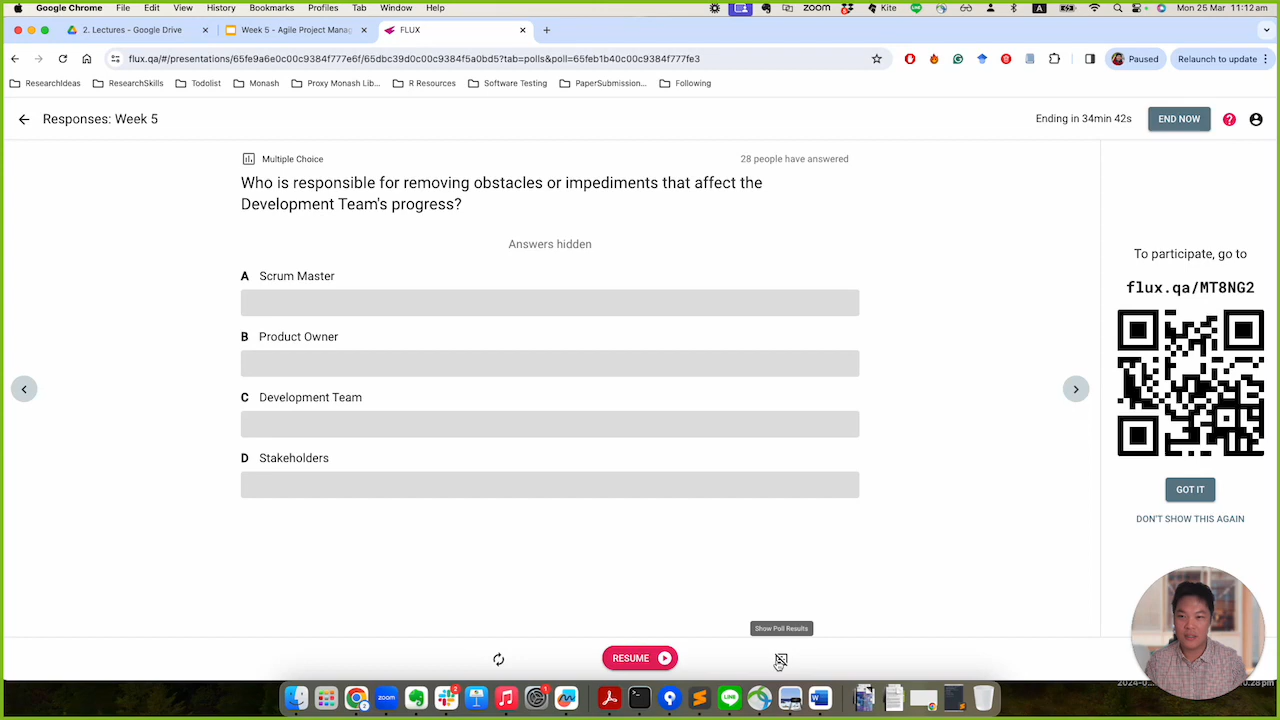 Google Chrome File Edit View History Bookmarks Profiles Tab Window Help zoom Kite A Mon 25 Mar 11:12 am
2. Lectures - Google Drive Week 5 - Agile Project Manag FLUX
flux.qa/#/presentations/65fe9a6e0c00c9384f777e6f/65dbc39d0c00c9384f5a0bd5?tab=polls&poll=65feb1b40c00c9384f777fe3 Paused Relaunch to update
ResearchIdeas ResearchSkills Todolist Monash Proxy Monash Lib... R Resources Software Testing PaperSubmission... Following
Responses: Week 5 Ending in 34min 42s END NOW
Multiple Choice 28 people have answered
Who is responsible for removing obstacles or impediments that affect the
Development Team's progress?
Answers hidden
A Scrum Master
B Product Owner
C Development Team
D Stakeholders
To participate, go to
flux.qa/MT8NG2
GOT IT
DON'T SHOW THIS AGAIN
Show Poll Results
RESUME
zoom 2 LINE